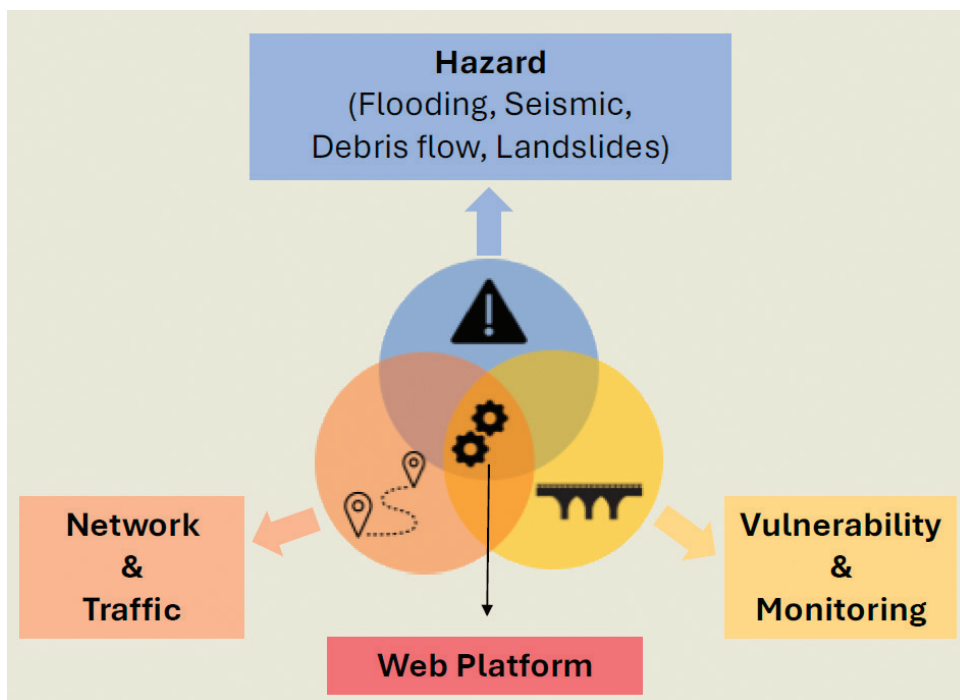 Hazard
(Flooding, Seismic,
Debris flow, Landslides)
Network
&
Traffic
Vulnerability
&
Monitoring
Web Platform